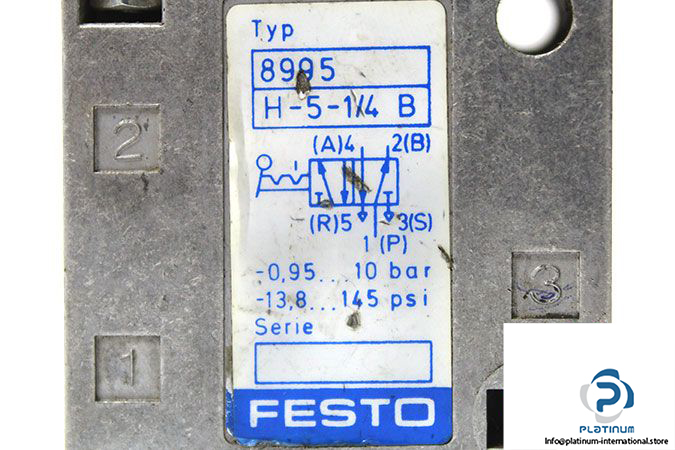 Typ
8995
H-5-1/4 B
2
(A)4 2(B)
(R)5 3(S)
1 (P)
-0,95...10 bar
3
-13,8...145 psi
Serie
1
FESTO
PLATINUM
Info@platinum-international.store